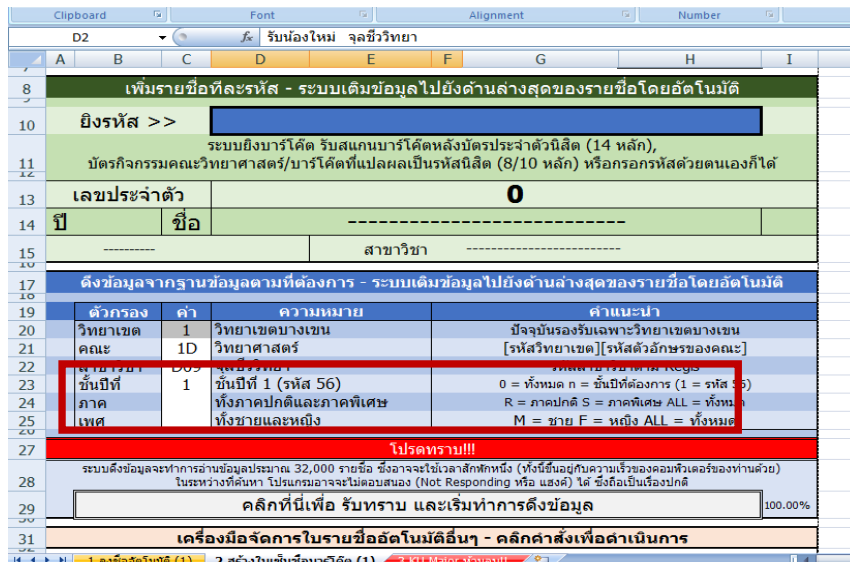 Clipboard Font Alignment Number
D2 fx รับน้องใหม่ จุลชีววิทยา
A B C D E F G H I
8 เพิ่มรายชื่อทีละรหัส - ระบบเติมข้อมูลไปยังด้านล่างสุดของรายชื่อโดยอัตโนมัติ
10 ยิงรหัส >>
ระบบยิงบาร์โค๊ต รับสแกนบาร์โค๊ตหลังบัตรประจำตัวนิสิต (14 หลัก),
11 บัตรกิจกรรมคณะวิทยาศาสตร์/บาร์โค๊ตที่แปลผลเป็นรหัสนิสิต (8/10 หลัก) หรือกรอกรหัสด้วยตนเองก็ได้
12
13 เลขประจำตัว 0
14 ปี ชื่อ --------------------------
15 ---------- สาขาวิชา ------------------------
16
17 ดึงข้อมูลจากฐานข้อมูลตามที่ต้องการ - ระบบเติมข้อมูลไปยังด้านล่างสุดของรายชื่อโดยอัตโนมัติ
18
19 ตัวกรอง ค่า ความหมาย คำแนะนำ
20 วิทยาเขต 1 วิทยาเขตบางเขน ปัจจุบันรองรับเฉพาะวิทยาเขตบางเขน
21 คณะ 1D วิทยาศาสตร์ [รหัสวิทยาเขต][รหัสตัวอักษรของคณะ]
22 สาขาวิชา D09 จุลชีววิทยา รหัสสาขาวิชาตาม Regis
23 ชั้นปีที่ 1 ชั้นปีที่ 1 (รหัส 56) 0 = ทั้งหมด n = ชั้นปีที่ต้องการ (1 = รหัส 56)
24 ภาค ทั้งภาคปกติและภาคพิเศษ R = ภาคปกติ S = ภาคพิเศษ ALL = ทั้งหมด
25 เพศ ทั้งชายและหญิง M = ชาย F = หญิง ALL = ทั้งหมด
26
27 โปรดทราบ!!!
ระบบดึงข้อมูลจะทำการอ่านข้อมูลประมาณ 32,000 รายชื่อ ซึ่งอาจจะใช้เวลาสักพักหนึ่ง (ทั้งนี้ขึ้นอยู่กับความเร็วของคอมพิวเตอร์ของท่านด้วย)
28 ในระหว่างที่ค้นหา โปรแกรมอาจจะไม่ตอบสนอง (Not Responding หรือ แฮงค์) ได้ ซึ่งถือเป็นเรื่องปกติ
29 คลิกที่นี่เพื่อ รับทราบ และเริ่มทำการดึงข้อมูล 100.00%
30
31 เครื่องมือจัดการใบรายชื่ออัตโนมัติอื่นๆ - คลิกคำสั่งเพื่อดำเนินการ